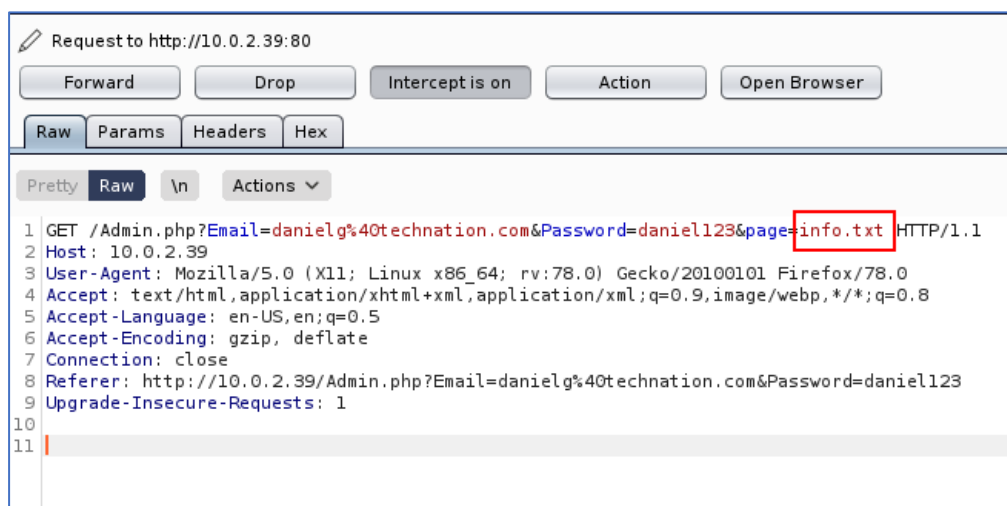 Request to http://10.0.2.39:80
Forward Drop Intercept is on Action Open Browser
Raw Params Headers Hex
Pretty Raw \n Actions
1 GET /Admin.php?Email=danielg%40technation.com&Password=daniel123&page=info.txt HTTP/1.1
2 Host: 10.0.2.39
3 User-Agent: Mozilla/5.0 (X11; Linux x86_64; rv:78.0) Gecko/20100101 Firefox/78.0
4 Accept: text/html,application/xhtml+xml,application/xml;q=0.9,image/webp,*/*;q=0.8
5 Accept-Language: en-US,en;q=0.5
6 Accept-Encoding: gzip, deflate
7 Connection: close
8 Referer: http://10.0.2.39/Admin.php?Email=danielg%40technation.com&Password=daniel123
9 Upgrade-Insecure-Requests: 1
10
11